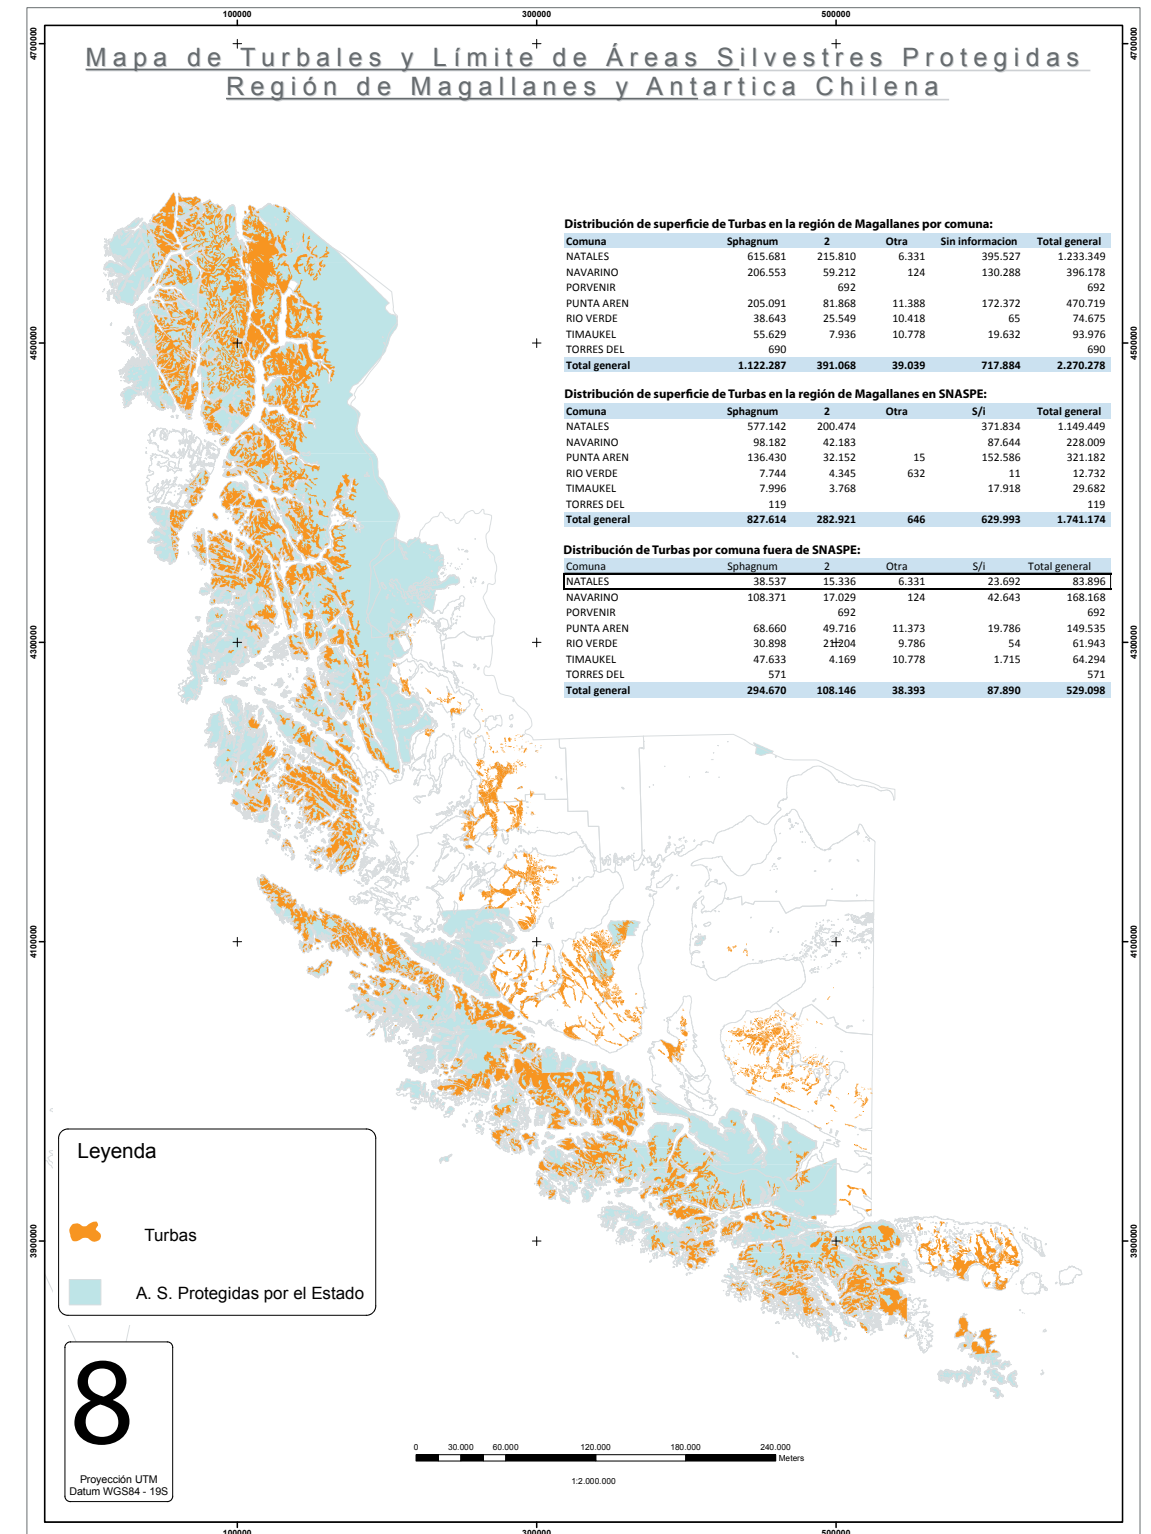 100000 300000 500000
4700000 4700000
Mapa de Turbales y Límite de Áreas Silvestres Protegidas
Región de Magallanes y Antartica Chilena
Distribución de superficie de Turbas en la región de Magallanes por comuna:
Comuna Sphagnum 2 Otra Sin informacion Total general
NATALES 615.681 215.810 6.331 395.527 1.233.349
NAVARINO 206.553 59.212 124 130.288 396.178
PORVENIR 692 692
PUNTA AREN 205.091 81.868 11.388 172.372 470.719
RIO VERDE 38.643 25.549 10.418 65 74.675
TIMAUKEL 55.629 7.936 10.778 19.632 93.976
TORRES DEL 690 690
Total general 1.122.287 391.068 39.039 717.884 2.270.278
4500000 4500000
Distribución de superficie de Turbas en la región de Magallanes en SNASPE:
Comuna Sphagnum 2 Otra S/i Total general
NATALES 577.142 200.474 371.834 1.149.449
NAVARINO 98.182 42.183 87.644 228.009
PUNTA AREN 136.430 32.152 15 152.586 321.182
RIO VERDE 7.744 4.345 632 11 12.732
TIMAUKEL 7.996 3.768 17.918 29.682
TORRES DEL 119 119
Total general 827.614 282.921 646 629.993 1.741.174
Distribución de Turbas por comuna fuera de SNASPE:
Comuna Sphagnum 2 Otra S/i Total general
NATALES 38.537 15.336 6.331 23.692 83.896
NAVARINO 108.371 17.029 124 42.643 168.168
PORVENIR 692 692
PUNTA AREN 68.660 49.716 11.373 19.786 149.535
RIO VERDE 30.898 21.204 9.786 54 61.943
TIMAUKEL 47.633 4.169 10.778 1.715 64.294
TORRES DEL 571 571
Total general 294.670 108.146 38.393 87.890 529.098
4300000 4300000
4100000 4100000
3900000 3900000
Leyenda
Turbas
A. S. Protegidas por el Estado
8
Proyección UTM
Datum WGS84 - 19S
0 30.000 60.000 120.000 180.000 240.000
Meters
1:2.000.000
100000 300000 500000